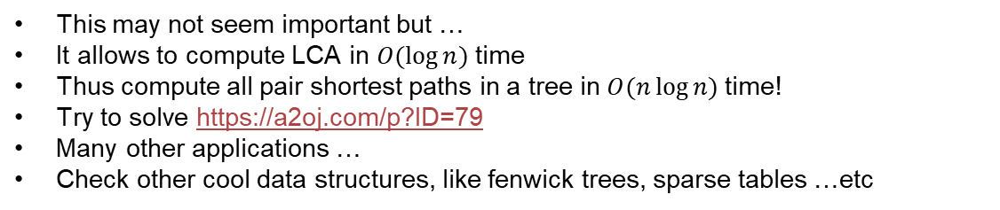 • This may not seem important but …
• It allows to compute LCA in O(log n) time
• Thus compute all pair shortest paths in a tree in O(n log n) time!
• Try to solve https://a2oj.com/p?ID=79
• Many other applications …
• Check other cool data structures, like fenwick trees, sparse tables …etc